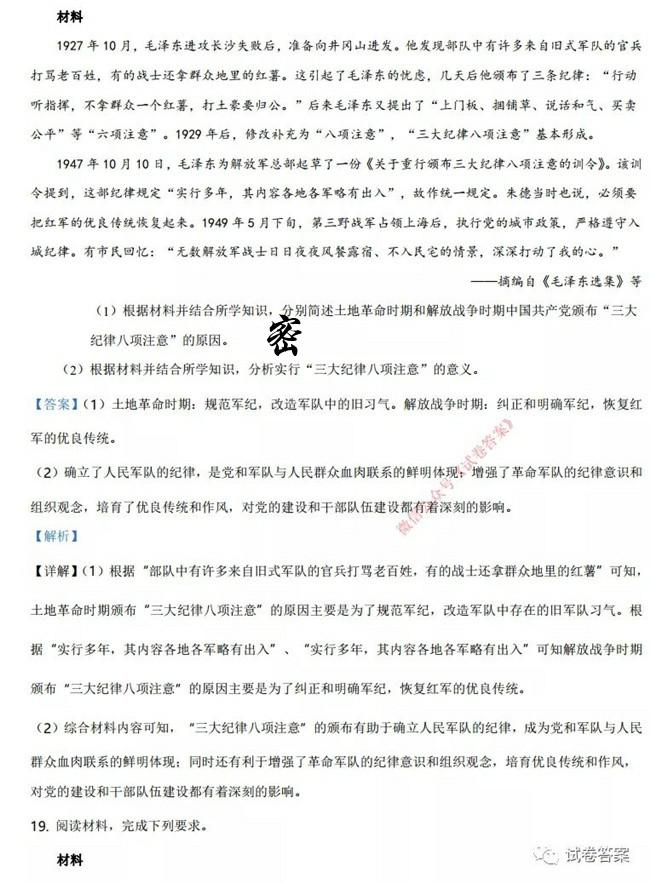 材料
1927 年 10 月，毛泽东进攻长沙失败后，准备向井冈山进发。他发现部队中有许多来自旧式军队的官兵
打骂老百姓，有的战士还拿群众地里的红薯。这引起了毛泽东的忧虑，几天后他颁布了三条纪律：“行动
听指挥，不拿群众一个红薯，打土豪要归公。”后来毛泽东又提出了“上门板、捆铺草、说话和气、买卖
公平”等“六项注意”。1929 年后，修改补充为“八项注意”，“三大纪律八项注意”基本形成。
1947 年 10 月 10 日，毛泽东为解放军总部起草了一份《关于重行颁布三大纪律八项注意的训令》。该训
令提到，这部纪律规定“实行多年，其内容各地各军略有出入”，故作统一规定。朱德当时也说，必须要
把红军的优良传统恢复起来。1949 年 5 月下旬，第三野战军占领上海后，执行党的城市政策，严格遵守入
城纪律。有市民回忆：“无数解放军战士日日夜夜风餐露宿、不入民宅的情景，深深打动了我的心。”
——摘编自《毛泽东选集》等
（1）根据材料并结合所学知识，分别简述土地革命时期和解放战争时期中国共产党颁布“三大
纪律八项注意”的原因。
密
（2）根据材料并结合所学知识，分析实行“三大纪律八项注意”的意义。
【答案】（1）土地革命时期：规范军纪，改造军队中的旧习气。解放战争时期：纠正和明确军纪，恢复红
军的优良传统。
（2）确立了人民军队的纪律，是党和军队与人民群众血肉联系的鲜明体现；增强了革命军队的纪律意识和
组织观念，培育了优良传统和作风，对党的建设和干部队伍建设都有着深刻的影响。
微信公众号《试卷答案》
【解析】
【详解】（1）根据“部队中有许多来自旧式军队的官兵打骂老百姓，有的战士还拿群众地里的红薯”可知，
土地革命时期颁布“三大纪律八项注意”的原因主要是为了规范军纪，改造军队中存在的旧军队习气。根
据“实行多年，其内容各地各军略有出入”、“实行多年，其内容各地各军略有出入”可知解放战争时期
颁布“三大纪律八项注意”的原因主要是为了纠正和明确军纪，恢复红军的优良传统。
（2）综合材料内容可知，“三大纪律八项注意”的颁布有助于确立人民军队的纪律，成为党和军队与人民
群众血肉联系的鲜明体现；同时还有利于增强了革命军队的纪律意识和组织观念，培育优良传统和作风，
对党的建设和干部队伍建设都有着深刻的影响。
19. 阅读材料，完成下列要求。
材料
试卷答案